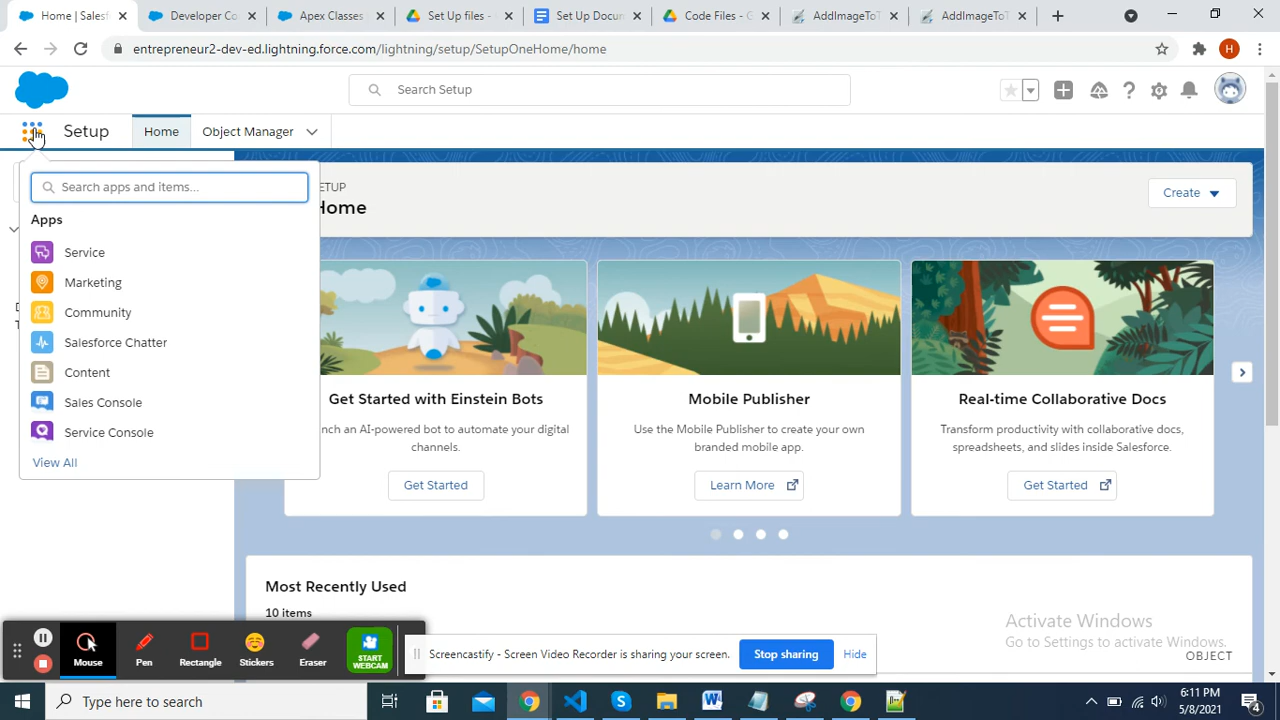 Home | Sales
Developer Co
Apex Classes
Set Up files -
Set Up Docum
Code Files - G
AddImageToT
AddImageToT
entrepreneur2-dev-ed.lightning.force.com/lightning/setup/SetupOneHome/home
H
Search Setup
Setup
Home
Object Manager
Search apps and items...
Apps
Service
Marketing
Community
Salesforce Chatter
Content
Sales Console
Service Console
View All
ETUP
Home
Create
Get Started with Einstein Bots
nch an AI-powered bot to automate your digital
channels.
Get Started
Mobile Publisher
Use the Mobile Publisher to create your own
branded mobile app.
Learn More
Real-time Collaborative Docs
Transform productivity with collaborative docs,
spreadsheets, and slides inside Salesforce.
Get Started
Most Recently Used
10 items
OBJECT
Activate Windows
Go to Settings to activate Windows.
Mouse
Pen
Rectangle
Stickers
Eraser
START
WEBCAM
Screencastify - Screen Video Recorder is sharing your screen.
Stop sharing
Hide
Type here to search
6:11 PM
5/8/2021
4